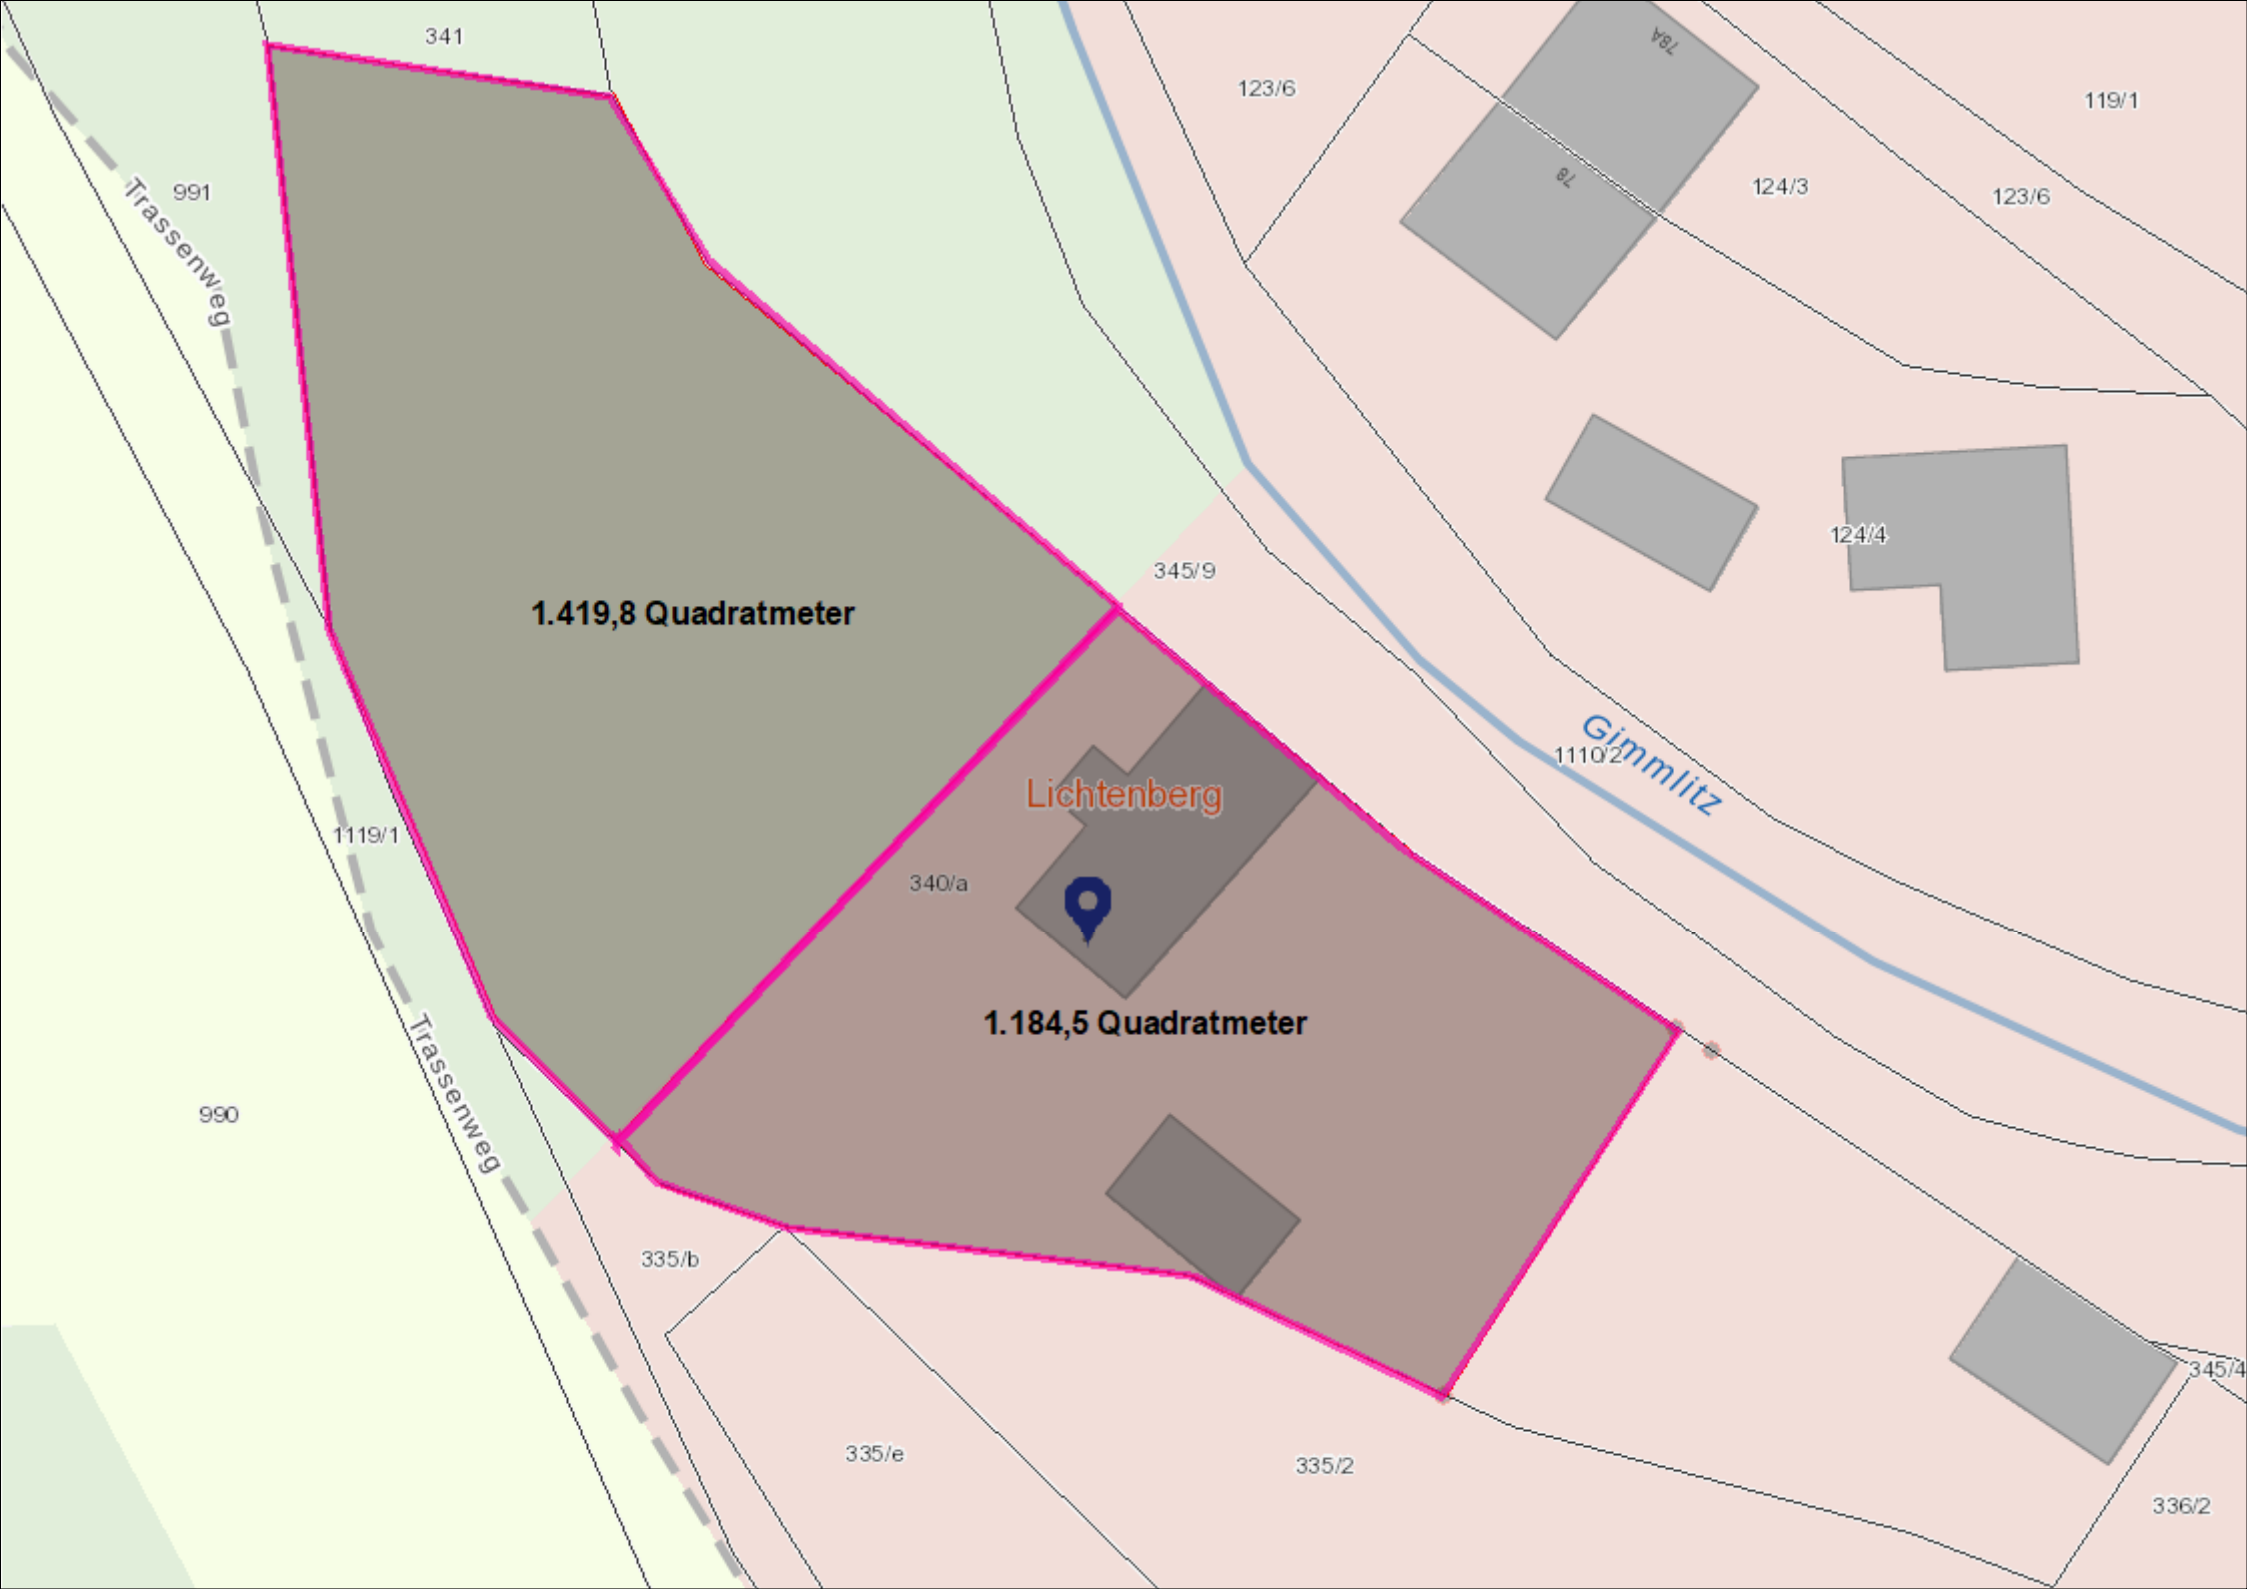 341
78A
123/6
119/1
78
124/3
991
123/6
Trassenweg
124/4
345/9
1.419,8 Quadratmeter
Gimmlitz
1110/2
Lichtenberg
1119/1
340/a
1.184,5 Quadratmeter
Trassenweg
990
335/b
345/4
335/e
335/2
336/2